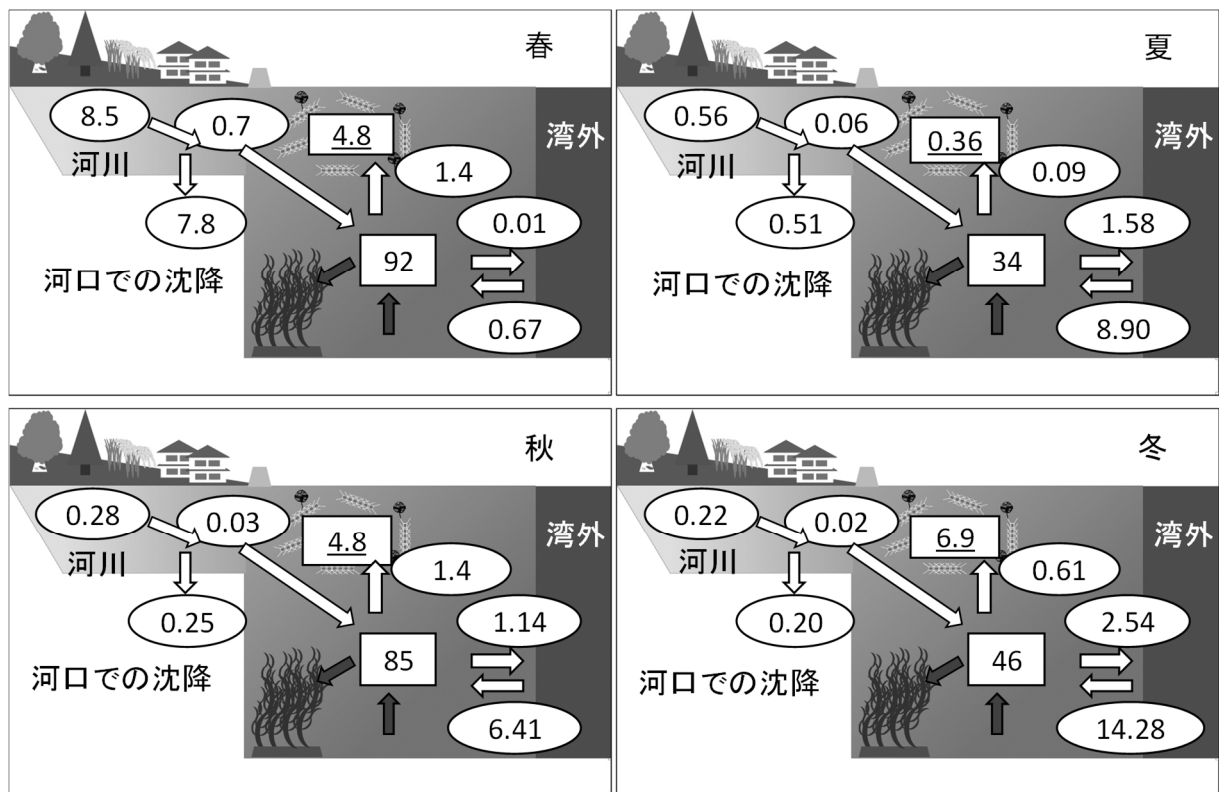 春
8.5
0.7
4.8
湾外
河川
1.4
7.8
0.01
河口での沈降
92
0.67
夏
0.56
0.06
0.36
湾外
河川
0.09
0.51
1.58
河口での沈降
34
8.90
秋
0.28
0.03
4.8
湾外
河川
1.4
0.25
1.14
河口での沈降
85
6.41
冬
0.22
0.02
6.9
湾外
河川
0.61
0.20
2.54
河口での沈降
46
14.28